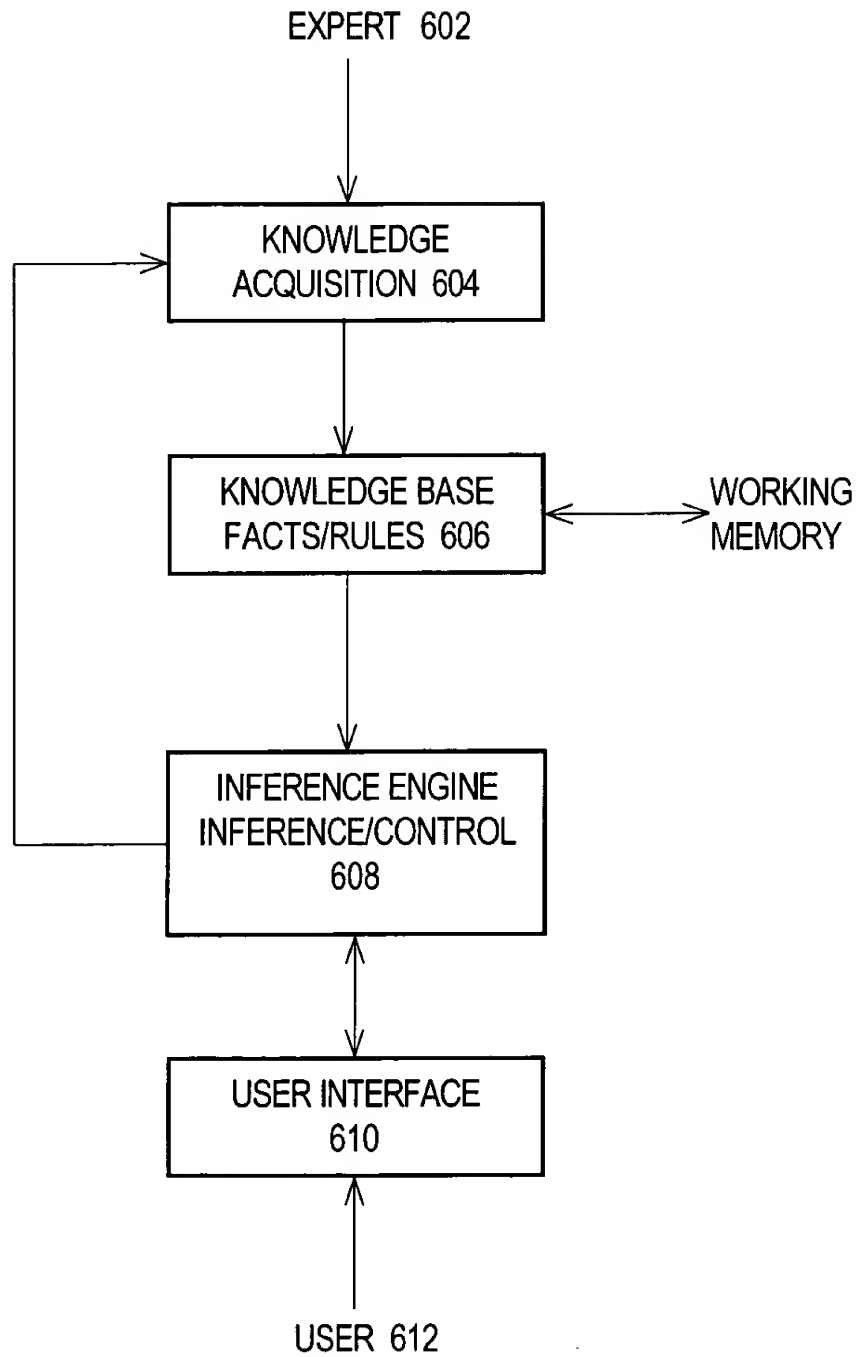 EXPERT 602
KNOWLEDGE
ACQUISITION 604
KNOWLEDGE BASE
FACTS/RULES 606
WORKING
MEMORY
INFERENCE ENGINE
INFERENCE/CONTROL
608
USER INTERFACE
610
USER 612